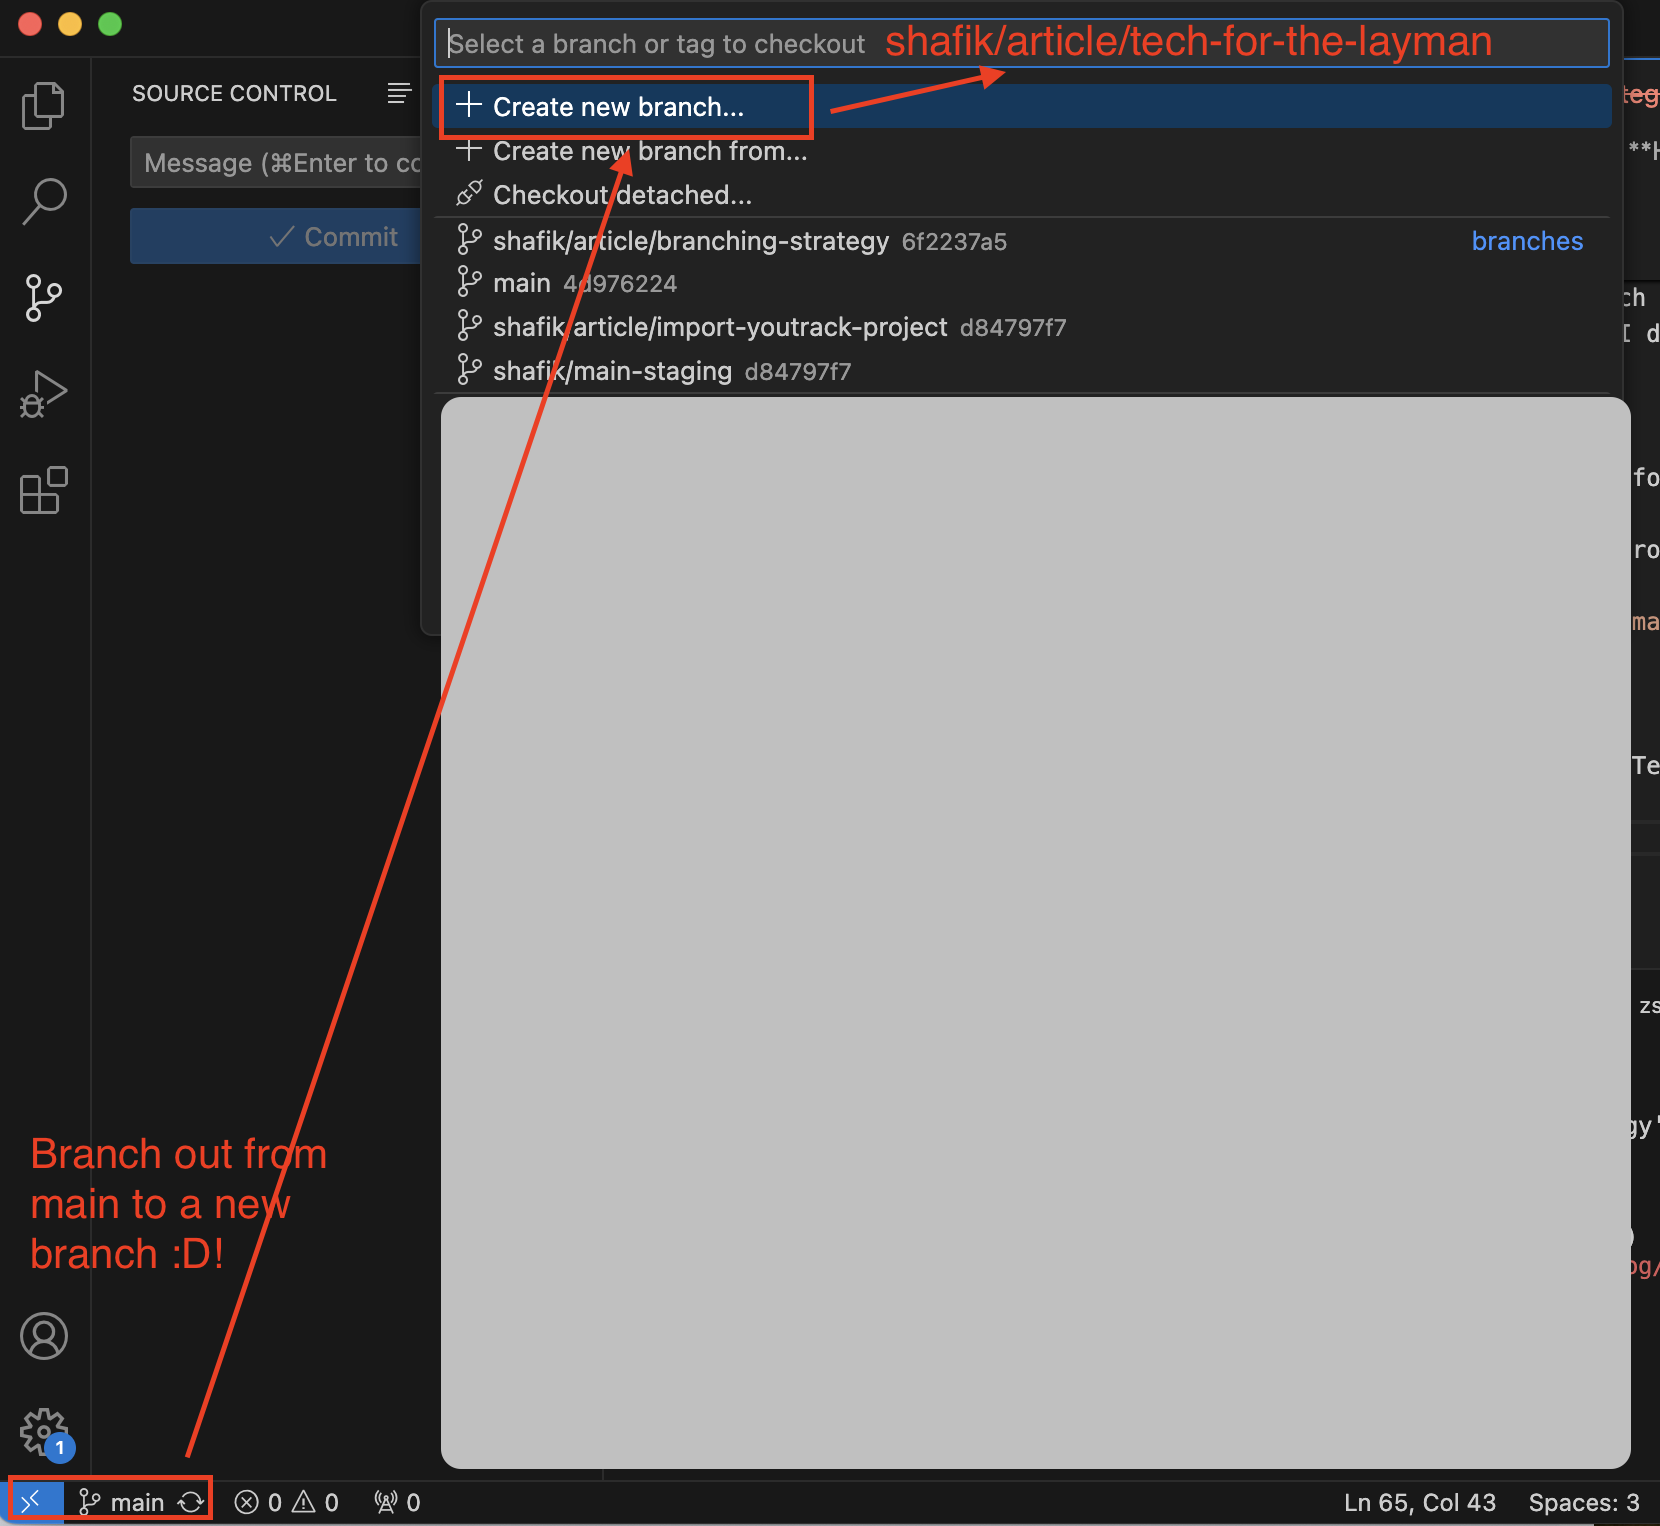 Select a branch or tag to checkout shafik/article/tech-for-the-layman
SOURCE CONTROL
Create new branch...
Message (⌘Enter to co
Create new branch from...
Checkout detached...
Commit
shafik/article/branching-strategy 6f2237a5 branches
main 4d976224
shafik/article/import-youtrack-project d84797f7
shafik/main-staging d84797f7
teg
**H
ch
I d
fo
ro
ma
Te
zs
gy'
)
og/
Branch out from
main to a new
branch :D!
1
main 0 0 0 Ln 65, Col 43 Spaces: 3